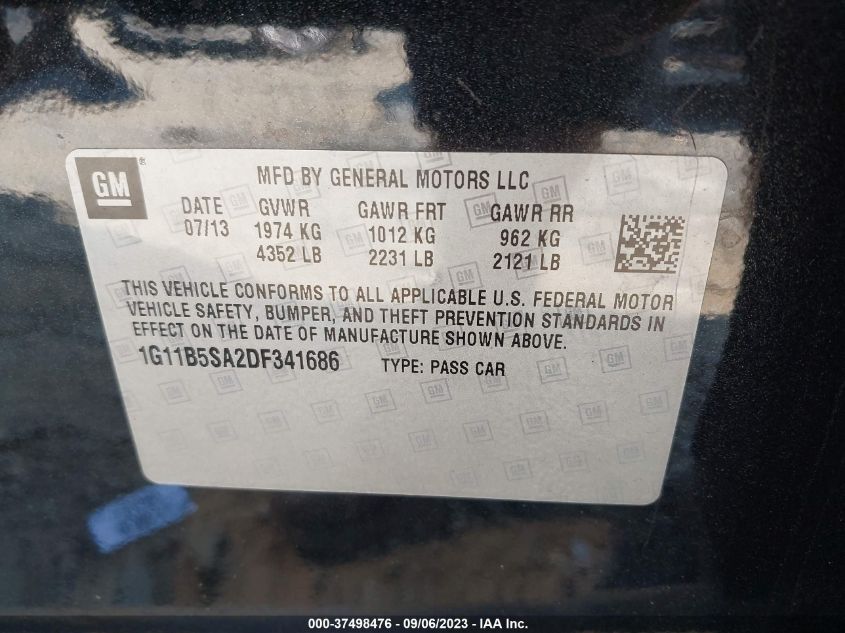 GM
MFD BY GENERAL MOTORS LLC
DATE GVWR GAWR FRT GAWR RR
07/13 1974 KG 1012 KG 962 KG
4352 LB 2231 LB 2121 LB
THIS VEHICLE CONFORMS TO ALL APPLICABLE U.S. FEDERAL MOTOR
VEHICLE SAFETY, BUMPER, AND THEFT PREVENTION STANDARDS IN
EFFECT ON THE DATE OF MANUFACTURE SHOWN ABOVE.
1G11B5SA2DF341686 TYPE: PASS CAR
000-37498476 - 09/06/2023 - IAA Inc.